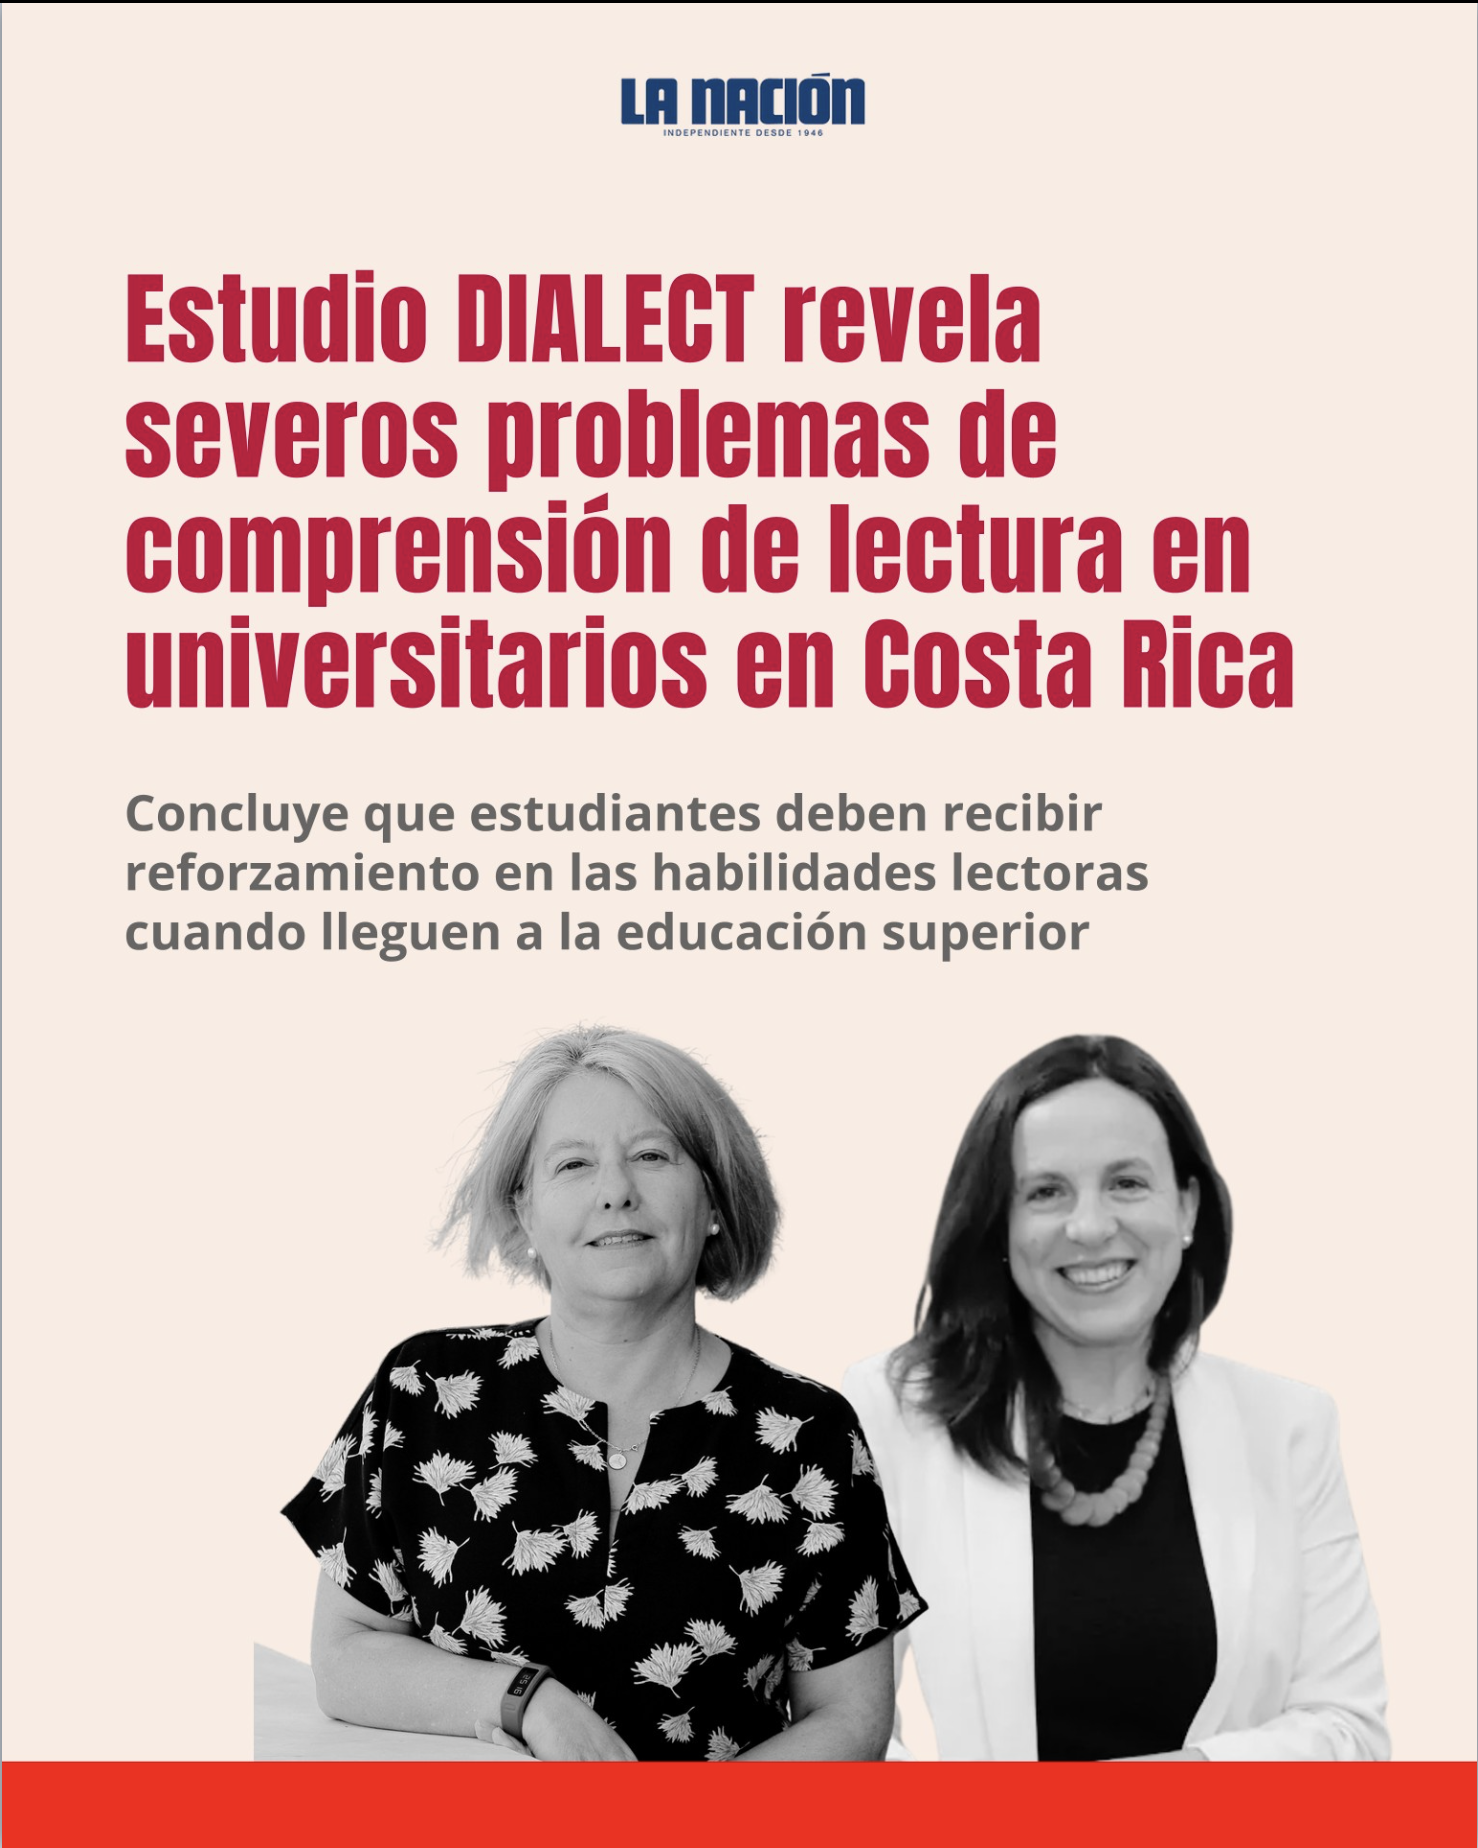 LA NACIÓN
INDEPENDIENTE DESDE 1946
Estudio DIALECT revela
severos problemas de
comprensión de lectura en
universitarios en Costa Rica
Concluye que estudiantes deben recibir
reforzamiento en las habilidades lectoras
cuando lleguen a la educación superior